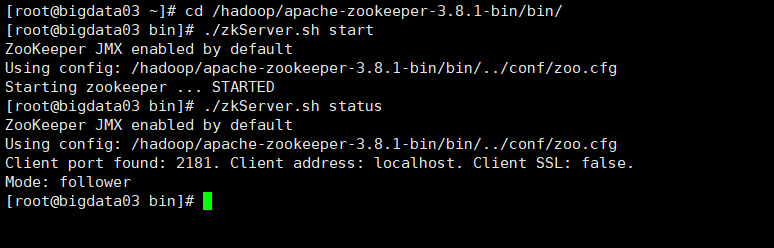 [root@bigdata03 ~]# cd /hadoop/apache-zookeeper-3.8.1-bin/bin/
[root@bigdata03 bin]# ./zkServer.sh start
ZooKeeper JMX enabled by default
Using config: /hadoop/apache-zookeeper-3.8.1-bin/bin/../conf/zoo.cfg
Starting zookeeper ... STARTED
[root@bigdata03 bin]# ./zkServer.sh status
ZooKeeper JMX enabled by default
Using config: /hadoop/apache-zookeeper-3.8.1-bin/bin/../conf/zoo.cfg
Client port found: 2181. Client address: localhost. Client SSL: false.
Mode: follower
[root@bigdata03 bin]#